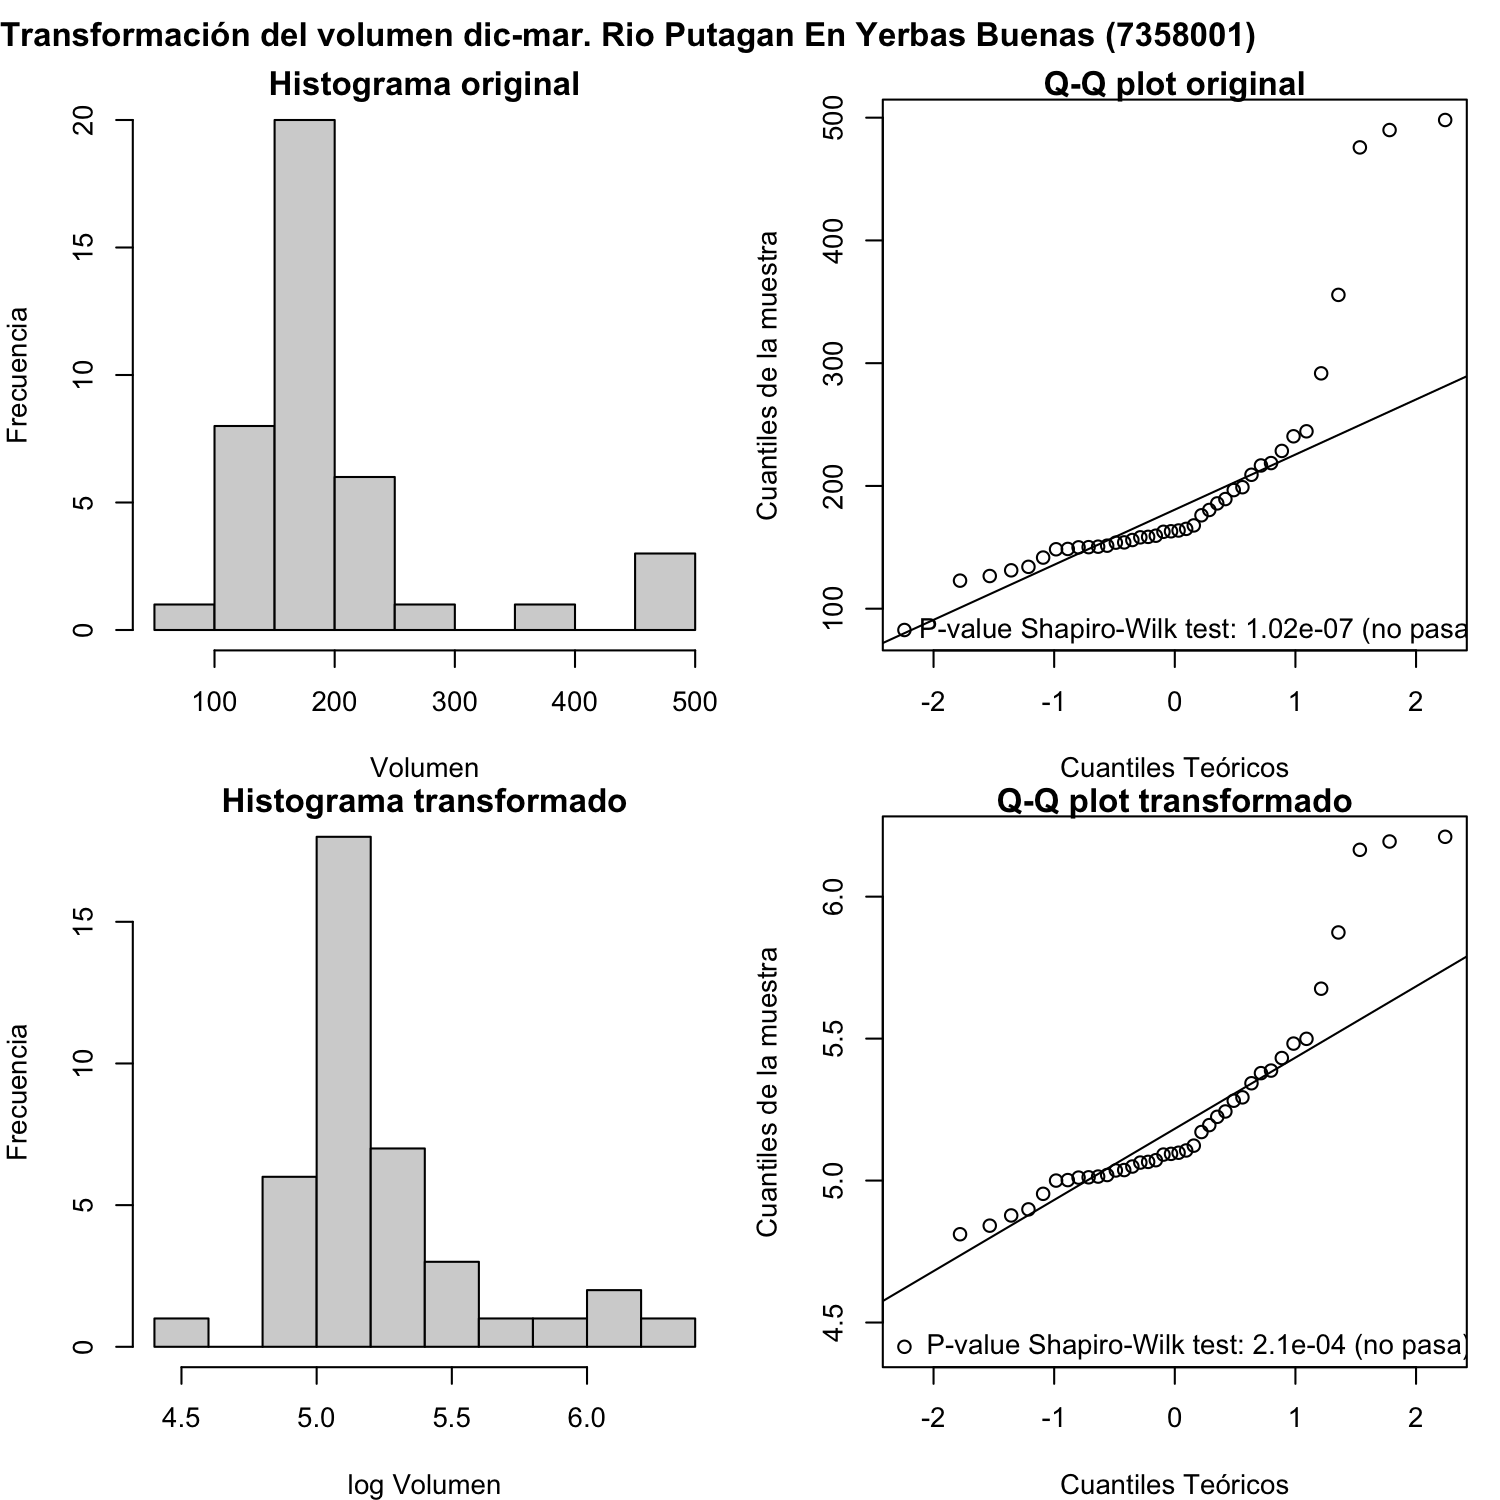 Transformación del volumen dic-mar. Rio Putagan En Yerbas Buenas (7358001)
Histograma original
Frecuencia
0 5 10 15 20
100 200 300 400 500
Volumen
Q-Q plot original
Cuantiles de la muestra
100 200 300 400 500
P-value Shapiro-Wilk test: 1.02e-07 (no pasa
-2 -1 0 1 2
Cuantiles Teóricos
Histograma transformado
Frecuencia
0 5 10 15
4.5 5.0 5.5 6.0
log Volumen
Q-Q plot transformado
Cuantiles de la muestra
4.5 5.0 5.5 6.0
P-value Shapiro-Wilk test: 2.1e-04 (no pasa)
-2 -1 0 1 2
Cuantiles Teóricos